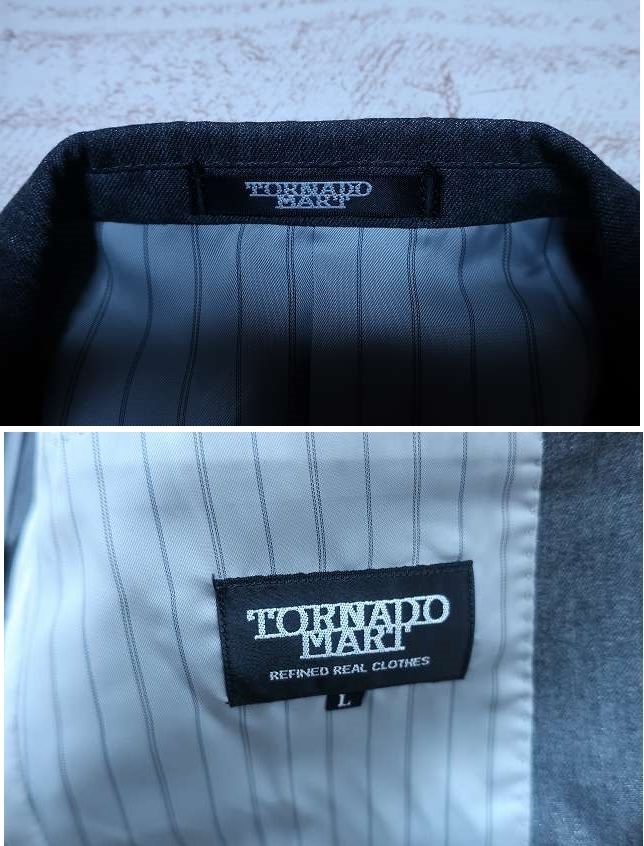 TORNADO
MART
TORNADO
MART
REFINED REAL CLOTHES
L